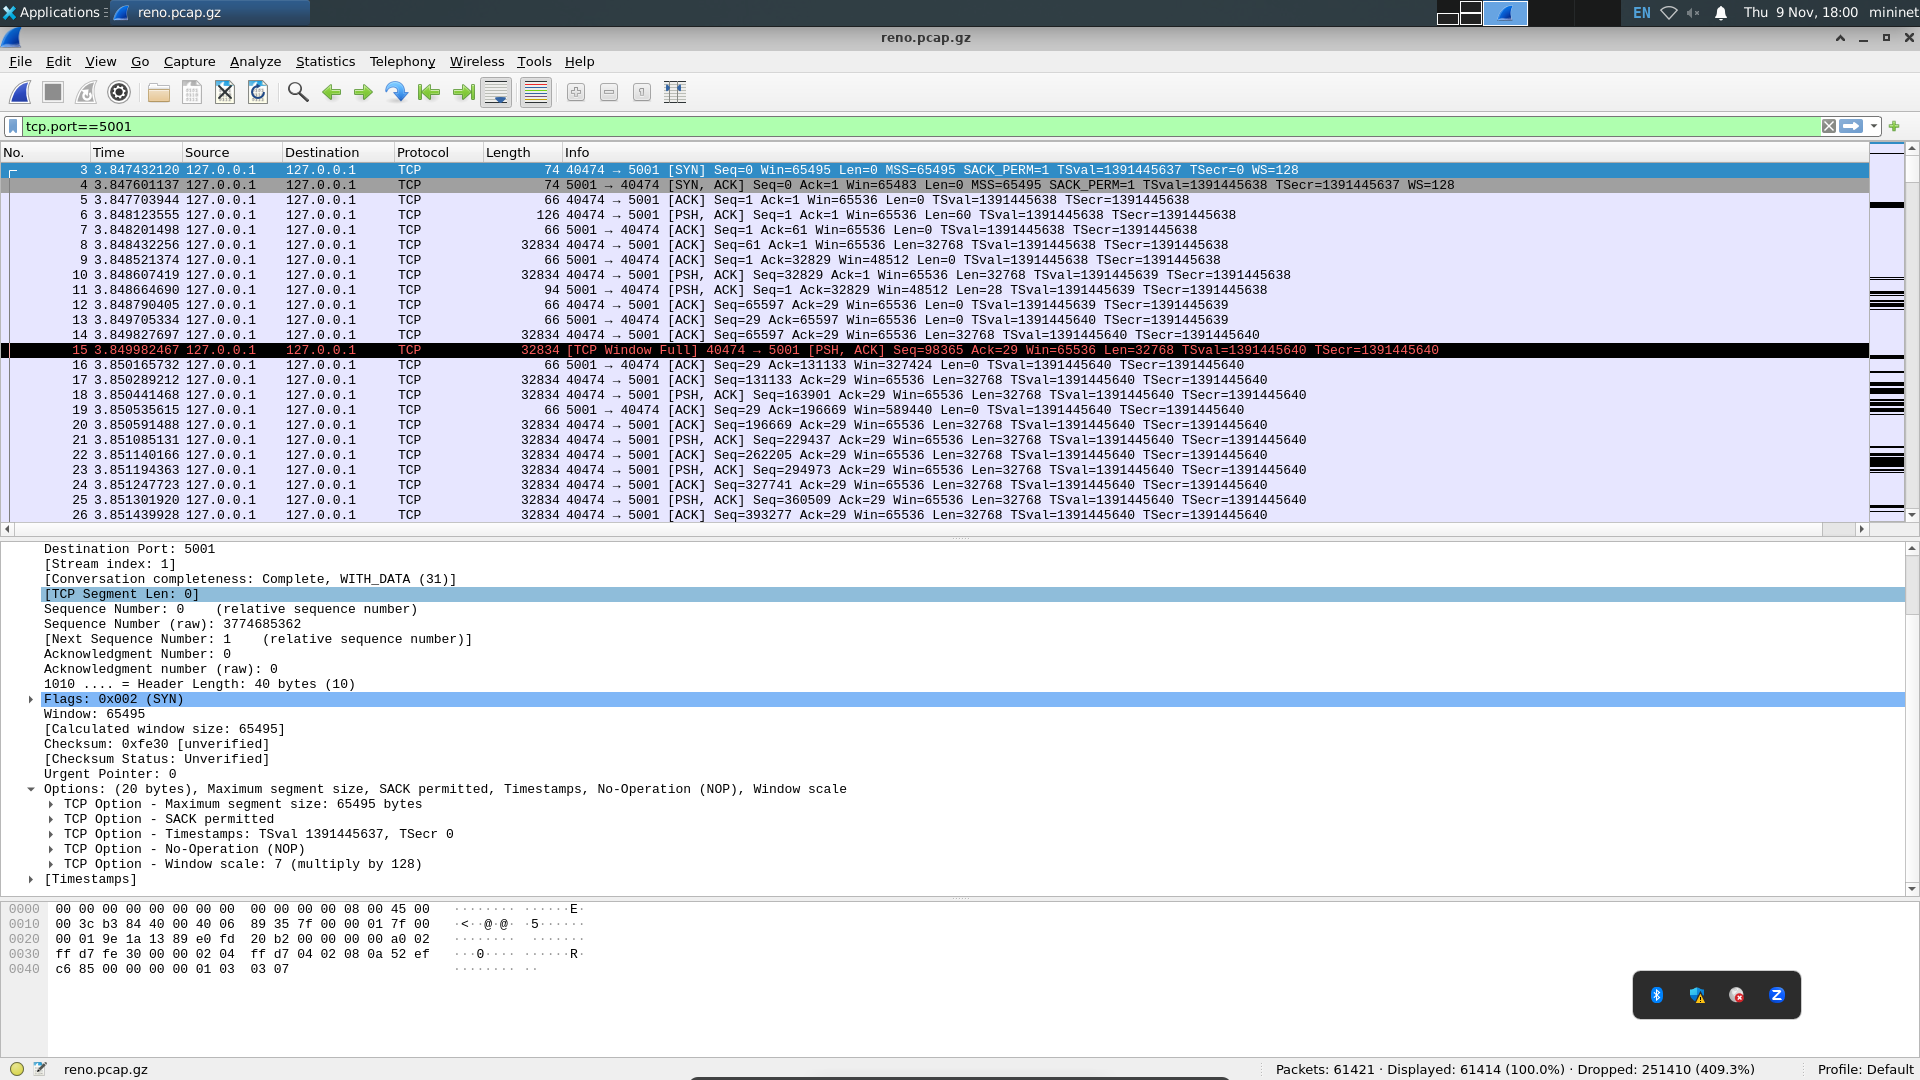 Applications reno.pcap.gz EN Thu 9 Nov, 18:00 mininet
reno.pcap.gz
File Edit View Go Capture Analyze Statistics Telephony Wireless Tools Help
tcp.port==5001
No. Time Source Destination Protocol Length Info
3 3.847432120 127.0.0.1 127.0.0.1 TCP 74 40474 → 5001 [SYN] Seq=0 Win=65495 Len=0 MSS=65495 SACK_PERM=1 TSval=1391445637 TSecr=0 WS=128
4 3.847601137 127.0.0.1 127.0.0.1 TCP 74 5001 → 40474 [SYN, ACK] Seq=0 Ack=1 Win=65483 Len=0 MSS=65495 SACK_PERM=1 TSval=1391445638 TSecr=1391445637 WS=128
5 3.847703944 127.0.0.1 127.0.0.1 TCP 66 40474 → 5001 [ACK] Seq=1 Ack=1 Win=65536 Len=0 TSval=1391445638 TSecr=1391445638
6 3.848123555 127.0.0.1 127.0.0.1 TCP 126 40474 → 5001 [PSH, ACK] Seq=1 Ack=1 Win=65536 Len=60 TSval=1391445638 TSecr=1391445638
7 3.848201498 127.0.0.1 127.0.0.1 TCP 66 5001 → 40474 [ACK] Seq=1 Ack=61 Win=65536 Len=0 TSval=1391445638 TSecr=1391445638
8 3.848432256 127.0.0.1 127.0.0.1 TCP 32834 40474 → 5001 [ACK] Seq=61 Ack=1 Win=65536 Len=32768 TSval=1391445638 TSecr=1391445638
9 3.848521374 127.0.0.1 127.0.0.1 TCP 66 5001 → 40474 [ACK] Seq=1 Ack=32829 Win=48512 Len=0 TSval=1391445638 TSecr=1391445638
10 3.848607419 127.0.0.1 127.0.0.1 TCP 32834 40474 → 5001 [PSH, ACK] Seq=32829 Ack=1 Win=65536 Len=32768 TSval=1391445639 TSecr=1391445638
11 3.848664690 127.0.0.1 127.0.0.1 TCP 94 5001 → 40474 [PSH, ACK] Seq=1 Ack=32829 Win=48512 Len=28 TSval=1391445639 TSecr=1391445638
12 3.848790405 127.0.0.1 127.0.0.1 TCP 66 40474 → 5001 [ACK] Seq=65597 Ack=29 Win=65536 Len=0 TSval=1391445639 TSecr=1391445639
13 3.849705334 127.0.0.1 127.0.0.1 TCP 66 5001 → 40474 [ACK] Seq=29 Ack=65597 Win=65536 Len=0 TSval=1391445640 TSecr=1391445639
14 3.849827697 127.0.0.1 127.0.0.1 TCP 32834 40474 → 5001 [ACK] Seq=65597 Ack=29 Win=65536 Len=32768 TSval=1391445640 TSecr=1391445640
15 3.849982467 127.0.0.1 127.0.0.1 TCP 32834 [TCP Window Full] 40474 → 5001 [PSH, ACK] Seq=98365 Ack=29 Win=65536 Len=32768 TSval=1391445640 TSecr=1391445640
16 3.850165732 127.0.0.1 127.0.0.1 TCP 66 5001 → 40474 [ACK] Seq=29 Ack=131133 Win=327424 Len=0 TSval=1391445640 TSecr=1391445640
17 3.850289212 127.0.0.1 127.0.0.1 TCP 32834 40474 → 5001 [ACK] Seq=131133 Ack=29 Win=65536 Len=32768 TSval=1391445640 TSecr=1391445640
18 3.850441468 127.0.0.1 127.0.0.1 TCP 32834 40474 → 5001 [PSH, ACK] Seq=163901 Ack=29 Win=65536 Len=32768 TSval=1391445640 TSecr=1391445640
19 3.850535615 127.0.0.1 127.0.0.1 TCP 66 5001 → 40474 [ACK] Seq=29 Ack=196669 Win=589440 Len=0 TSval=1391445640 TSecr=1391445640
20 3.850591488 127.0.0.1 127.0.0.1 TCP 32834 40474 → 5001 [ACK] Seq=196669 Ack=29 Win=65536 Len=32768 TSval=1391445640 TSecr=1391445640
21 3.851085131 127.0.0.1 127.0.0.1 TCP 32834 40474 → 5001 [PSH, ACK] Seq=229437 Ack=29 Win=65536 Len=32768 TSval=1391445640 TSecr=1391445640
22 3.851140166 127.0.0.1 127.0.0.1 TCP 32834 40474 → 5001 [ACK] Seq=262205 Ack=29 Win=65536 Len=32768 TSval=1391445640 TSecr=1391445640
23 3.851194363 127.0.0.1 127.0.0.1 TCP 32834 40474 → 5001 [PSH, ACK] Seq=294973 Ack=29 Win=65536 Len=32768 TSval=1391445640 TSecr=1391445640
24 3.851247723 127.0.0.1 127.0.0.1 TCP 32834 40474 → 5001 [ACK] Seq=327741 Ack=29 Win=65536 Len=32768 TSval=1391445640 TSecr=1391445640
25 3.851301920 127.0.0.1 127.0.0.1 TCP 32834 40474 → 5001 [PSH, ACK] Seq=360509 Ack=29 Win=65536 Len=32768 TSval=1391445640 TSecr=1391445640
26 3.851439928 127.0.0.1 127.0.0.1 TCP 32834 40474 → 5001 [ACK] Seq=393277 Ack=29 Win=65536 Len=32768 TSval=1391445640 TSecr=1391445640
Destination Port: 5001
[Stream index: 1]
[Conversation completeness: Complete, WITH_DATA (31)]
[TCP Segment Len: 0]
Sequence Number: 0 (relative sequence number)
Sequence Number (raw): 3774685362
[Next Sequence Number: 1 (relative sequence number)]
Acknowledgment Number: 0
Acknowledgment number (raw): 0
1010 .... = Header Length: 40 bytes (10)
Flags: 0x002 (SYN)
Window: 65495
[Calculated window size: 65495]
Checksum: 0xfe30 [unverified]
[Checksum Status: Unverified]
Urgent Pointer: 0
Options: (20 bytes), Maximum segment size, SACK permitted, Timestamps, No-Operation (NOP), Window scale
TCP Option - Maximum segment size: 65495 bytes
TCP Option - SACK permitted
TCP Option - Timestamps: TSval 1391445637, TSecr 0
TCP Option - No-Operation (NOP)
TCP Option - Window scale: 7 (multiply by 128)
[Timestamps]
0000 00 00 00 00 00 00 00 00 00 00 00 00 08 00 45 00 ········ ······E·
0010 00 3c b3 84 40 00 40 06 89 35 7f 00 00 01 7f 00 ·<··@·@· ·5······
0020 00 01 9e 1a 13 89 e0 fd 20 b2 00 00 00 00 a0 02 ········ ·······
0030 ff d7 fe 30 00 00 02 04 ff d7 04 02 08 0a 52 ef ···0···· ······R·
0040 c6 85 00 00 00 00 01 03 03 07 ········ ··
reno.pcap.gz Packets: 61421 · Displayed: 61414 (100.0%) · Dropped: 251410 (409.3%) Profile: Default